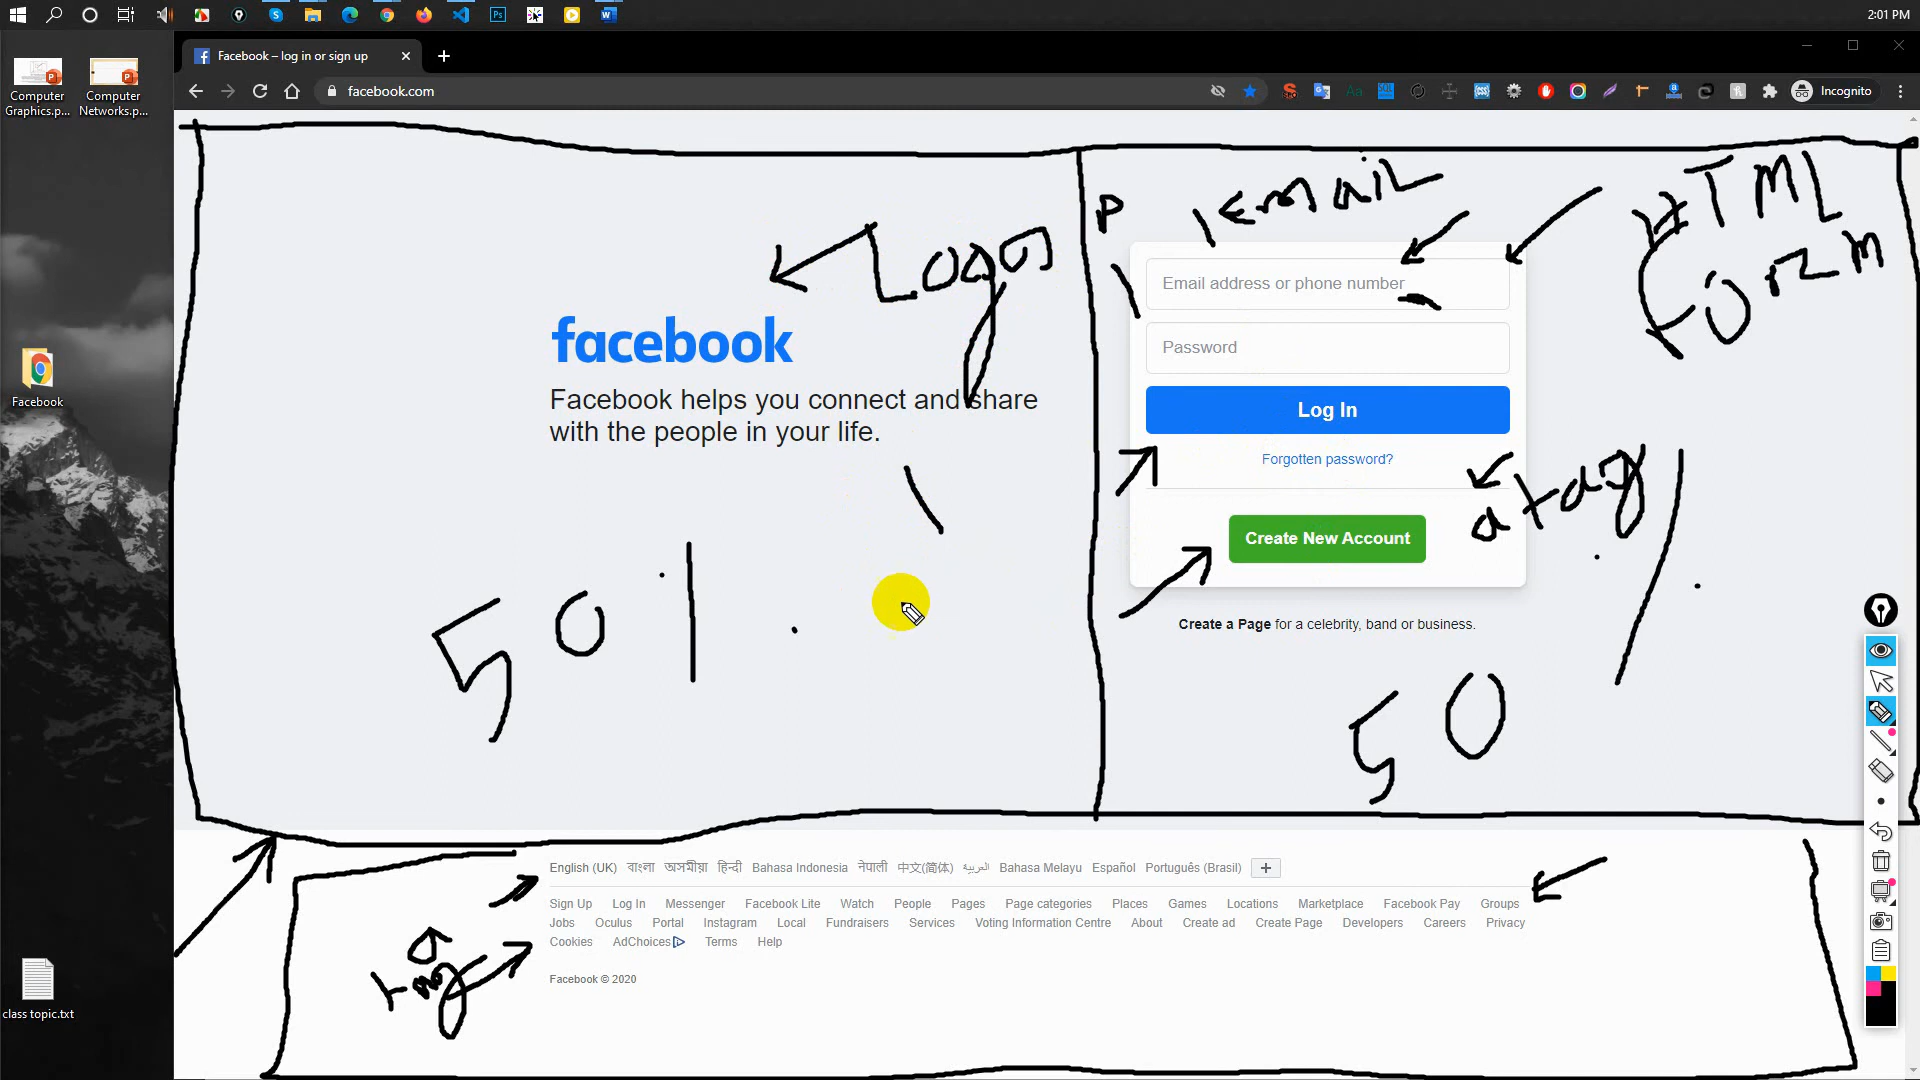 2:01 PM
Facebook – log in or sign up
facebook.com
Incognito
Computer Graphics.p...
Computer Networks.p...
Facebook
class topic.txt
Logo
P
Email
HTML
Form
facebook
Facebook helps you connect and share
with the people in your life.
Email address or phone number
Password
Log In
Forgotten password?
a tag
Create New Account
Create a Page for a celebrity, band or business.
50 %
50 %
English (UK) বাংলা অসমীয়া हिन्दी Bahasa Indonesia नेपाली 中文(简体) العربية Bahasa Melayu Español Português (Brasil) +
Sign Up Log In Messenger Facebook Lite Watch People Pages Page categories Places Games Locations Marketplace Facebook Pay Groups
Jobs Oculus Portal Instagram Local Fundraisers Services Voting Information Centre About Create ad Create Page Developers Careers Privacy
Cookies AdChoices Terms Help
a
tag
Facebook © 2020